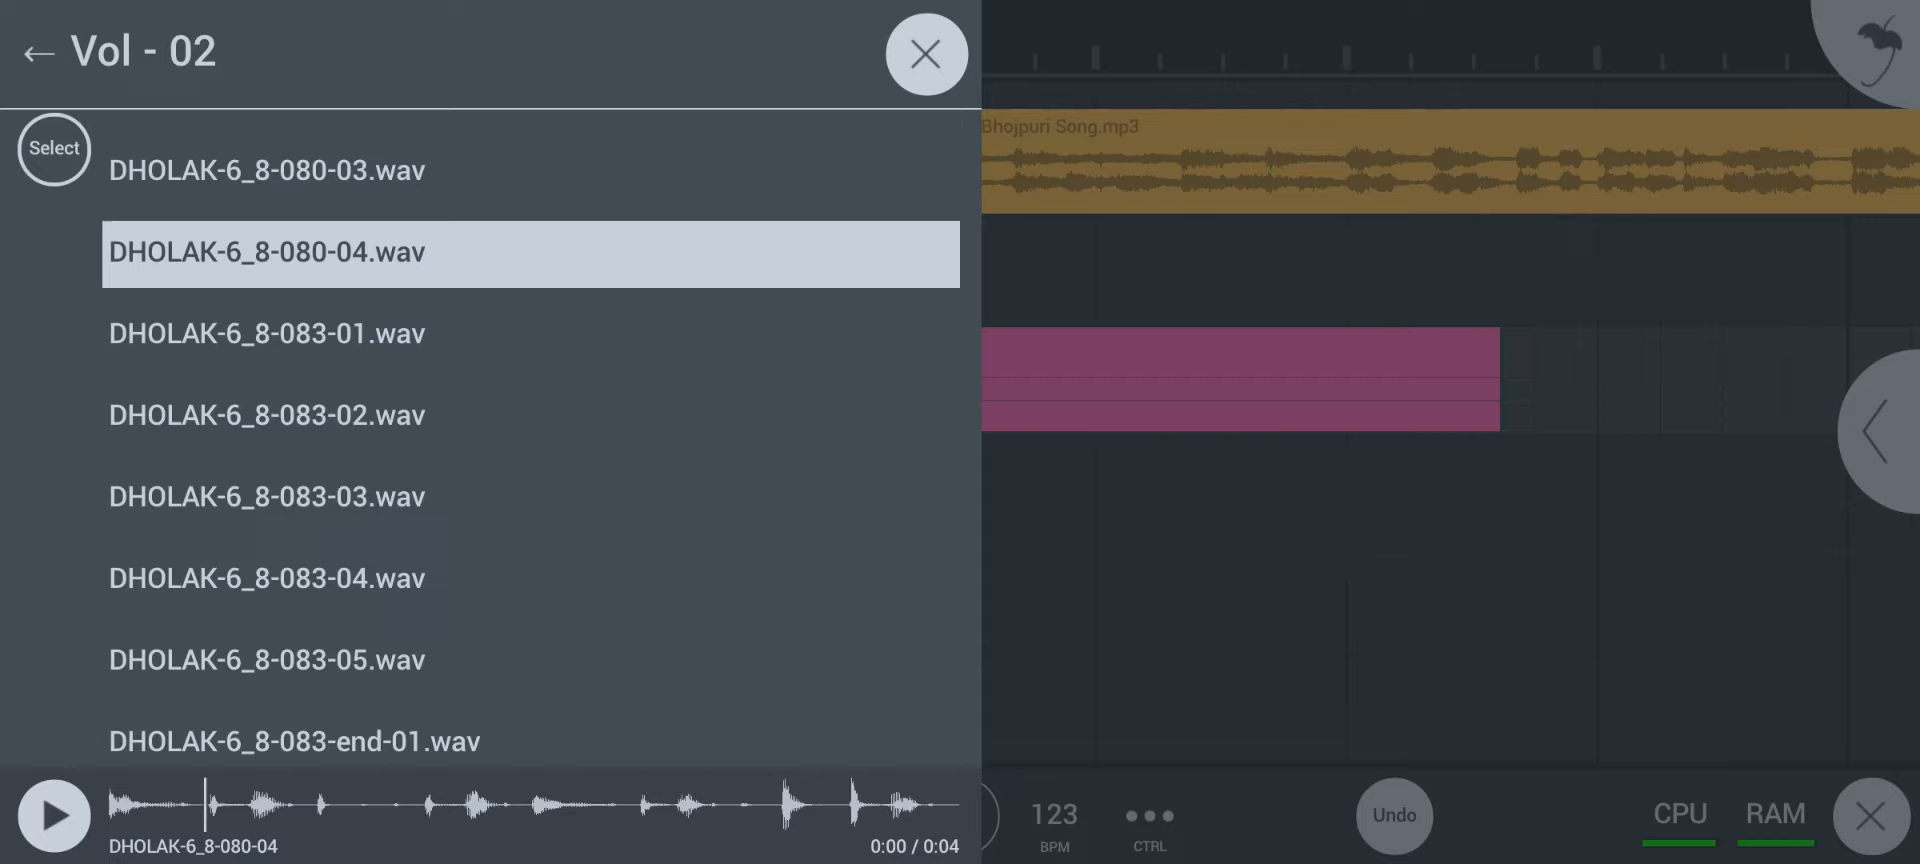 ← Vol - 02
Select
DHOLAK-6_8-080-03.wav
DHOLAK-6_8-080-04.wav
DHOLAK-6_8-083-01.wav
DHOLAK-6_8-083-02.wav
DHOLAK-6_8-083-03.wav
DHOLAK-6_8-083-04.wav
DHOLAK-6_8-083-05.wav
DHOLAK-6_8-083-end-01.wav
DHOLAK-6_8-080-04
0:00 / 0:04
Bhojpuri Song.mp3
123
BPM
CTRL
Undo
CPU
RAM